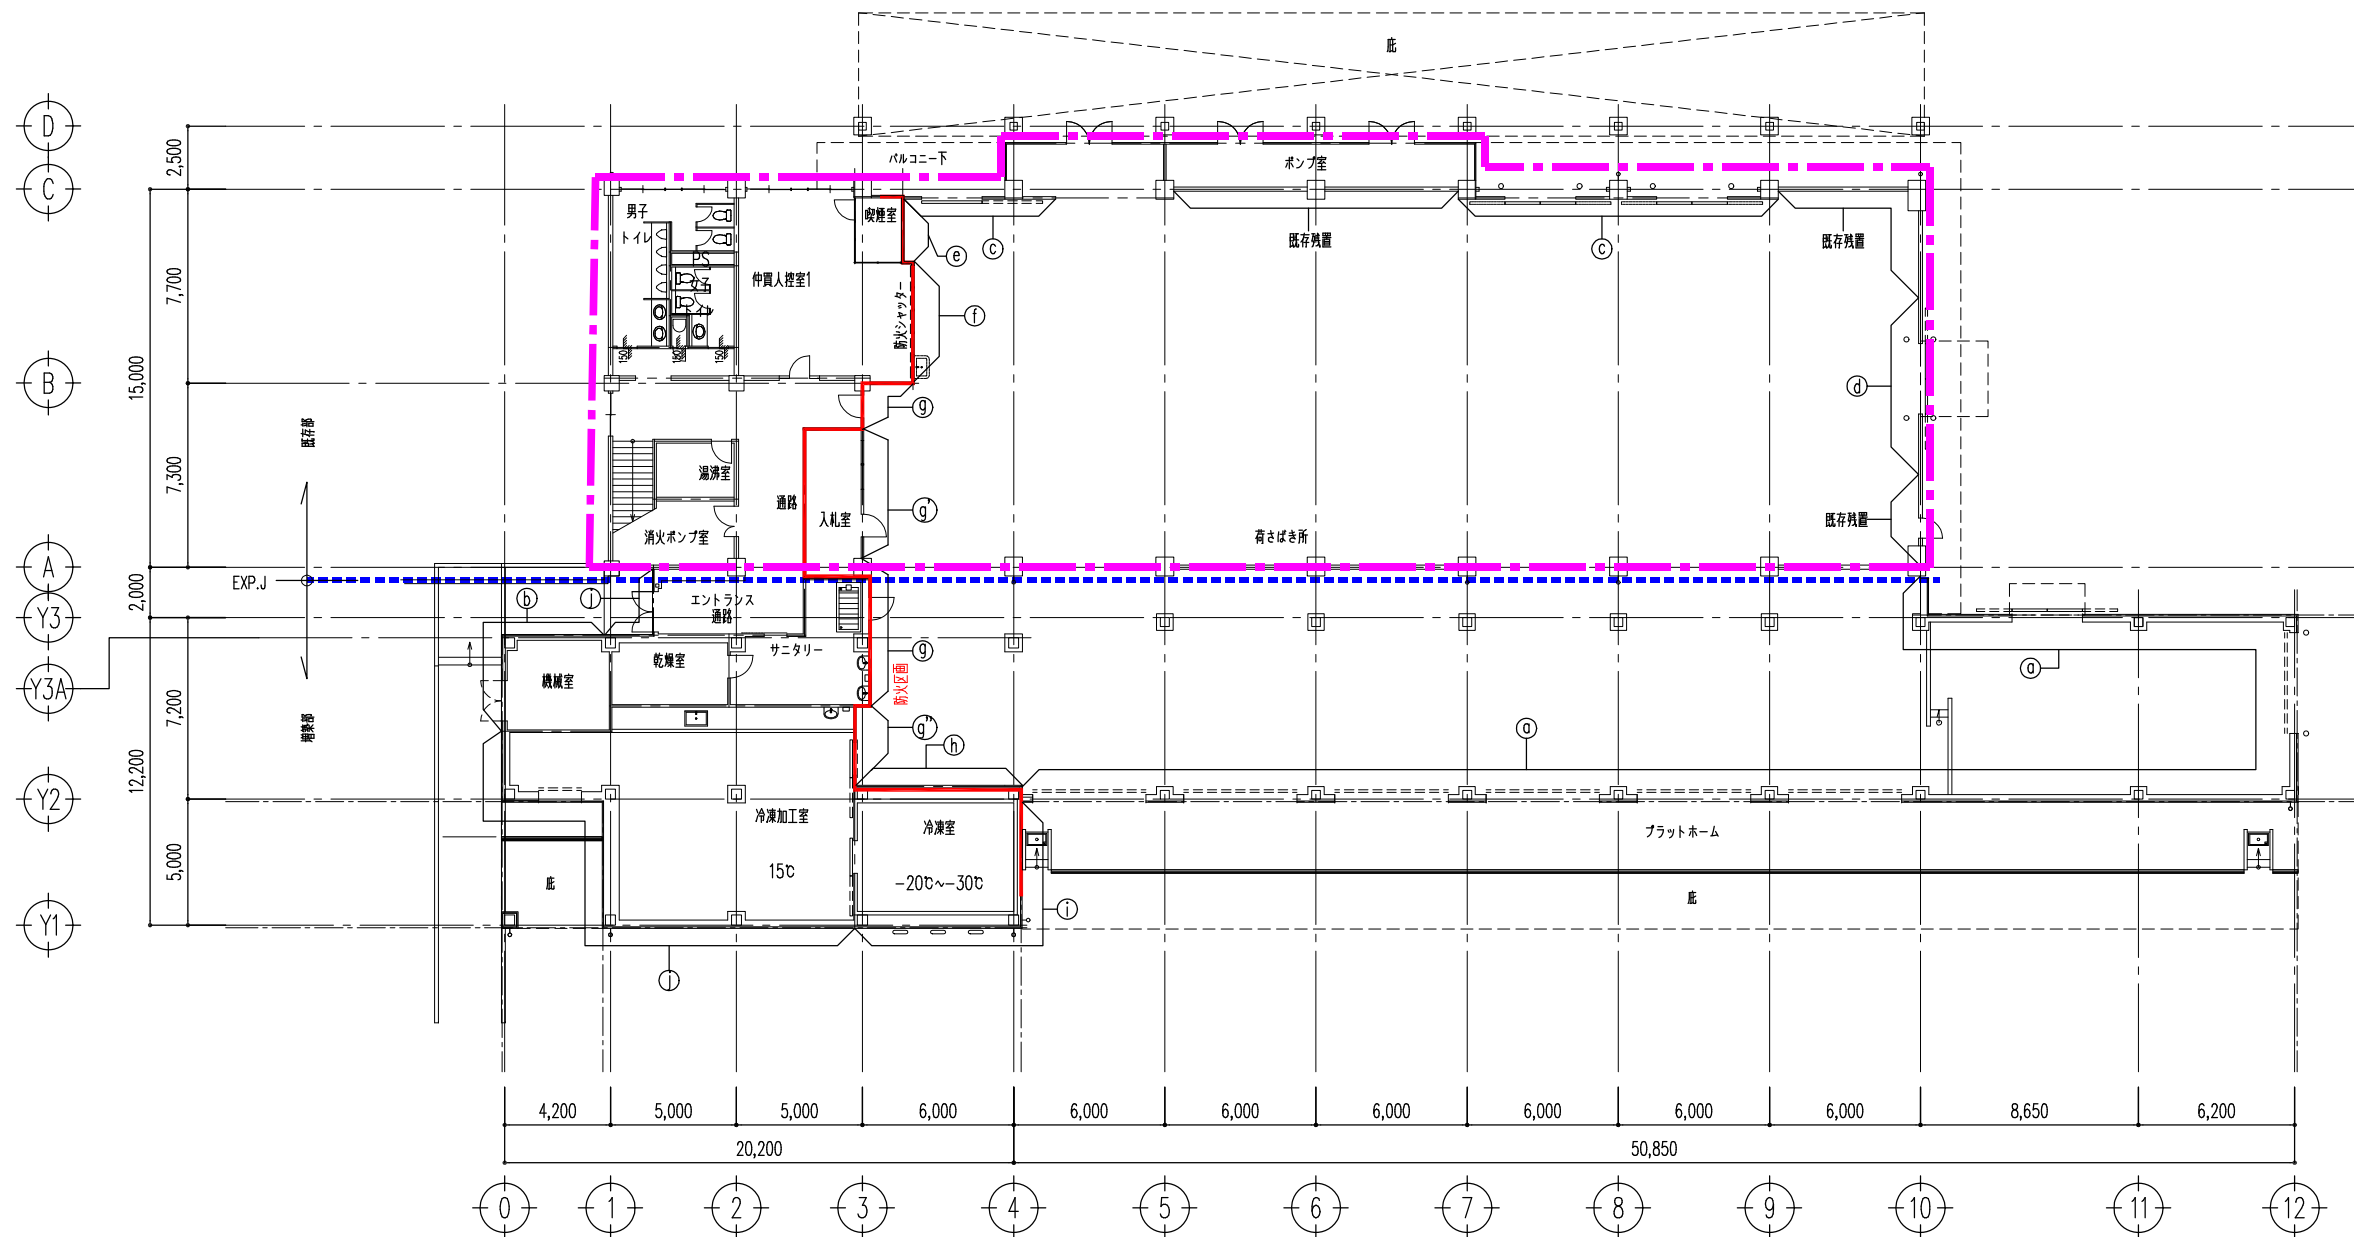 庇
D
2,500
バルコニー下
ポンプ室
C
男子
トイレ
喫煙室
c
既存残置
c
既存残置
e
PS
7,700
仲買人控室1
女子
トイレ
防火シャッター
f
150
150
150
15,000
B
d
g
既存部
7,300
湯沸室
通路
入札室
g'
既存残置
消火ポンプ室
荷さばき所
A
EXP.J
2,000
b
j
エントランス
通路
Y3
サニタリー
g
乾燥室
a
機械室
防火区画
Y3A
7,200
増築部
g"
h
a
12,200
Y2
冷凍加工室
冷凍室
プラットホーム
5,000
15℃
-20℃~-30℃
庇
庇
i
Y1
j
4,200
5,000
5,000
6,000
6,000
6,000
6,000
6,000
6,000
6,000
8,650
6,200
20,200
50,850
0
1
2
3
4
5
6
7
8
9
10
11
12